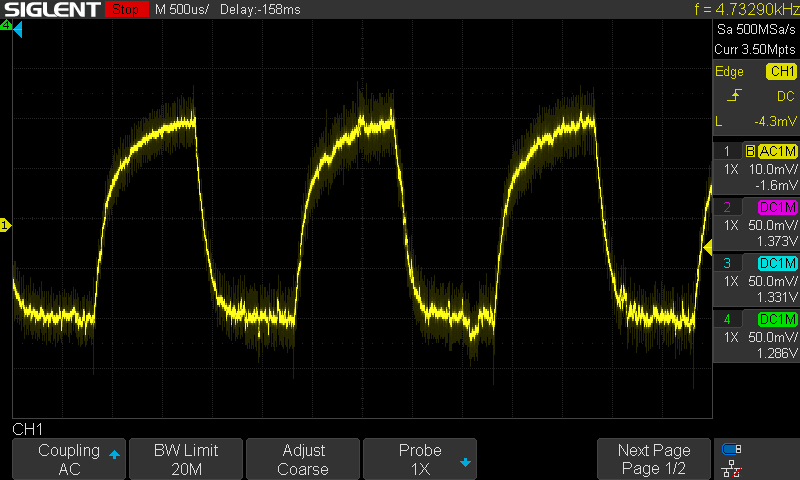 SIGLENT Stop M 500us/ Delay:-158ms f = 4.73290kHz
Sa 500MSa/s
Curr 3.50Mpts
Edge CH1
DC
L -4.3mV
4
1 B AC1M
1X 10.0mV/
-1.6mV
2 DC1M
1X 50.0mV/
1.373V
1
3 DC1M
1X 50.0mV/
1.331V
4 DC1M
1X 50.0mV/
1.286V
CH1
Coupling
AC
BW Limit
20M
Adjust
Coarse
Probe
1X
Next Page
Page 1/2